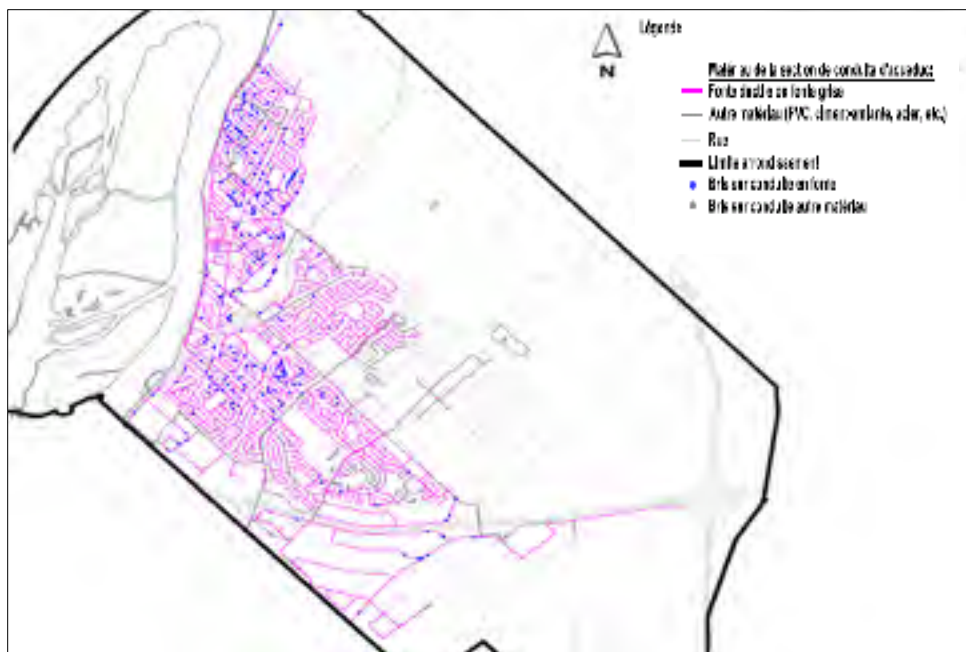 Légende
N
Matériau de la section de conduite d'aqueduc
Fonte ductile ou fonte grise
Autre matériau (PVC, , acier, etc.)
Rue
Limite arrondissement
Bris sur conduite en fonte
Bris sur conduite autre matériau